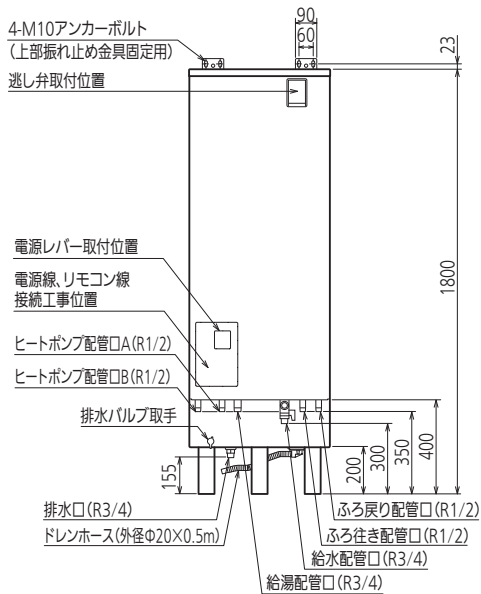 4-M10アンカーボルト
(上部振れ止め金具固定用)
逃し弁取付位置
90
60
23
1800
電源レバー取付位置
電源線、リモコン線
接続工事位置
ヒートポンプ配管口A(R1/2)
ヒートポンプ配管口B(R1/2)
排水バルブ取手
155
200
300
350
400
排水口(R3/4)
ドレンホース(外径Φ20×0.5m)
ふろ戻り配管口(R1/2)
ふろ往き配管口(R1/2)
給水配管口(R3/4)
給湯配管口(R3/4)